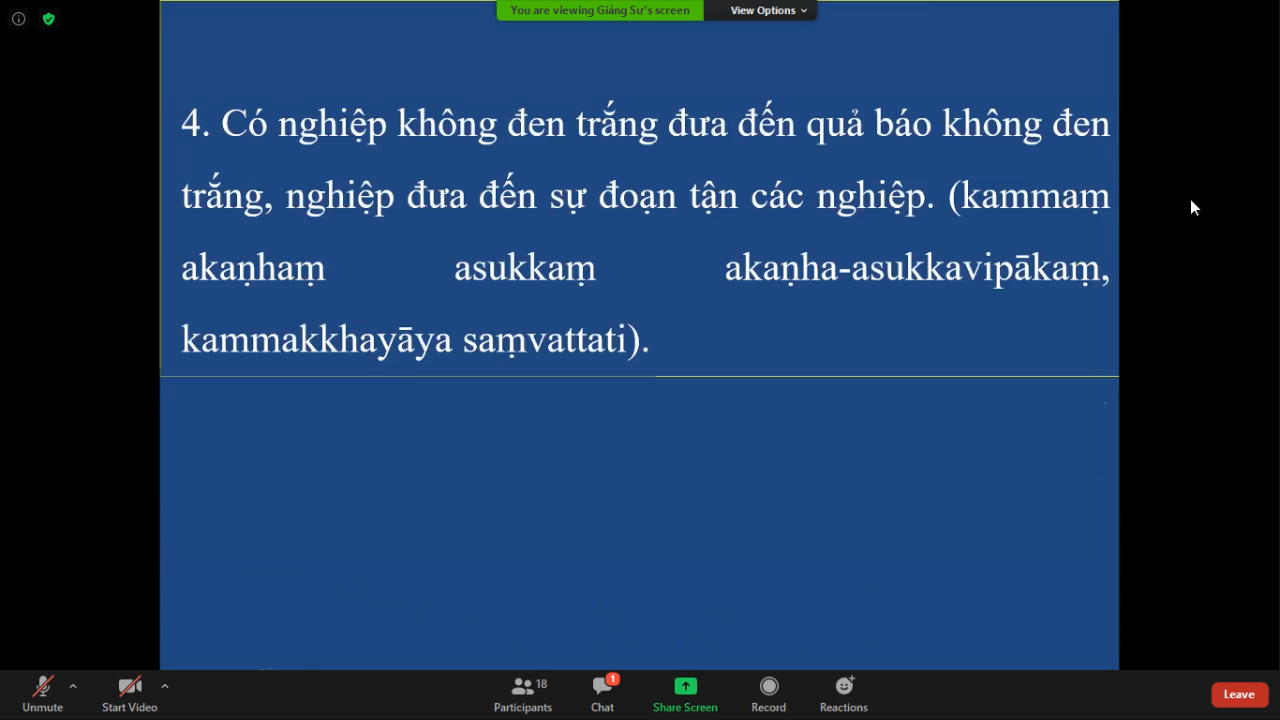 You are viewing Giảng Sư's screen
View Options
4. Có nghiệp không đen trắng đưa đến quả báo không đen
trắng, nghiệp đưa đến sự đoạn tận các nghiệp. (kammaṃ
akaṇhaṃ asukkaṃ akaṇha-asukkavipākaṃ,
kammakkhayāya saṃvattati).
Unmute
Start Video
18
Participants
1
Chat
Share Screen
Record
Reactions
Leave